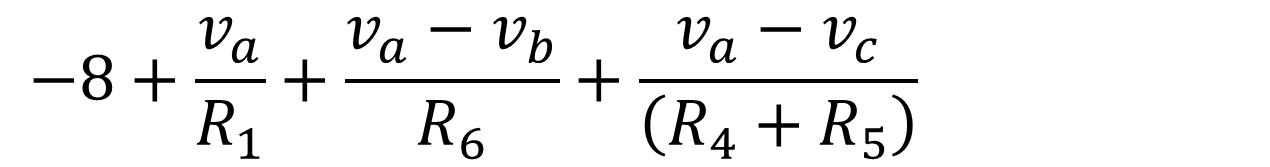 −8 + v_a/R_1 + (v_a − v_b)/R_6 + (v_a − v_c)/(R_4 + R_5)